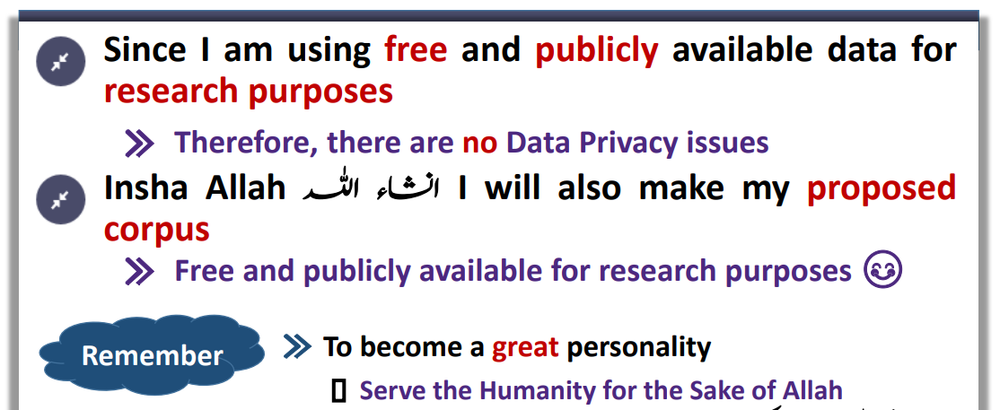 Since I am using free and publicly available data for
research purposes
Therefore, there are no Data Privacy issues
Insha Allah انشاء اللہ I will also make my proposed
corpus
Free and publicly available for research purposes 😊
Remember
To become a great personality
Serve the Humanity for the Sake of Allah